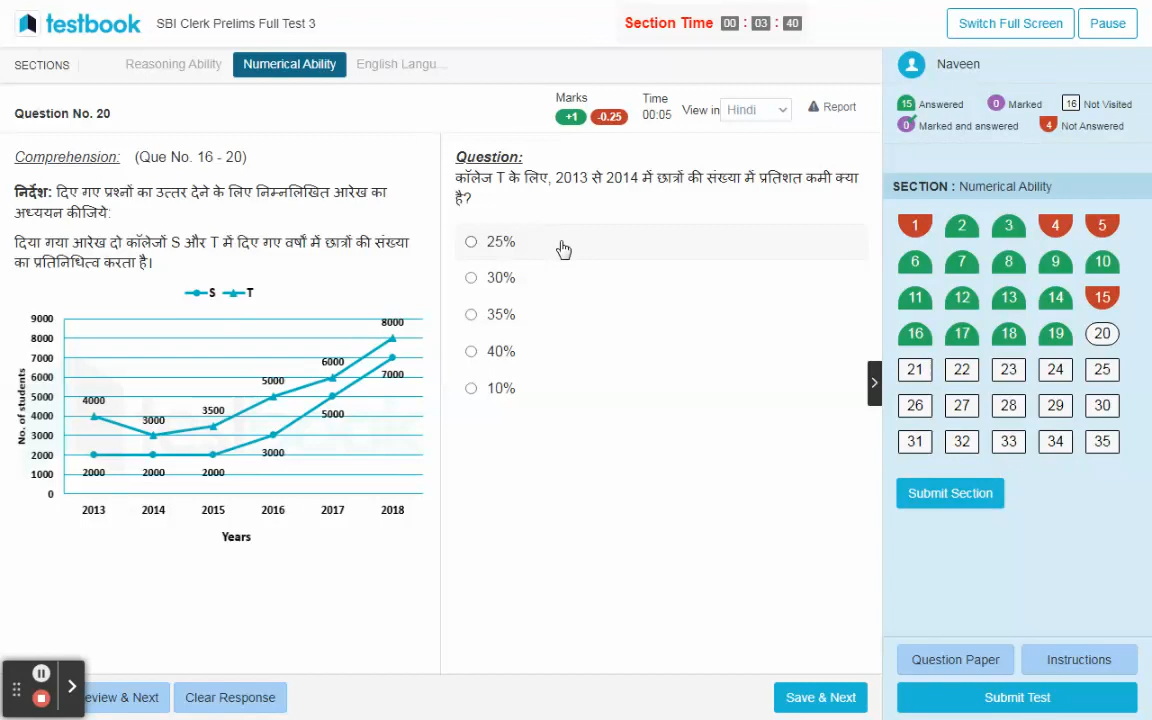 testbook
SBI Clerk Prelims Full Test 3
Section Time 00 : 03 : 40
Switch Full Screen
Pause
SECTIONS
Reasoning Ability
Numerical Ability
English Langu...
Naveen
Question No. 20
Marks
+1 -0.25
Time
00:05
View in Hindi
Report
15 Answered
0 Marked
16 Not Visited
0 Marked and answered
4 Not Answered
Comprehension: (Que No. 16 - 20)
निर्देश: दिए गए प्रश्नों का उत्तर देने के लिए निम्नलिखित आरेख का
अध्ययन कीजिये:
दिया गया आरेख दो कॉलेजों S और T में दिए गए वर्षों में छात्रों की संख्या
का प्रतिनिधित्व करता है।
S T
9000
8000
7000
6000
5000
4000
3000
2000
1000
0
No. of students
4000
3000
3500
5000
6000
8000
2000
2000
2000
3000
5000
7000
2013 2014 2015 2016 2017 2018
Years
Question:
कॉलेज T के लिए, 2013 से 2014 में छात्रों की संख्या में प्रतिशत कमी क्या
है?
25%
30%
35%
40%
10%
SECTION : Numerical Ability
1 2 3 4 5
6 7 8 9 10
11 12 13 14 15
16 17 18 19 20
21 22 23 24 25
26 27 28 29 30
31 32 33 34 35
Submit Section
Question Paper
Instructions
Submit Test
eview & Next
Clear Response
Save & Next